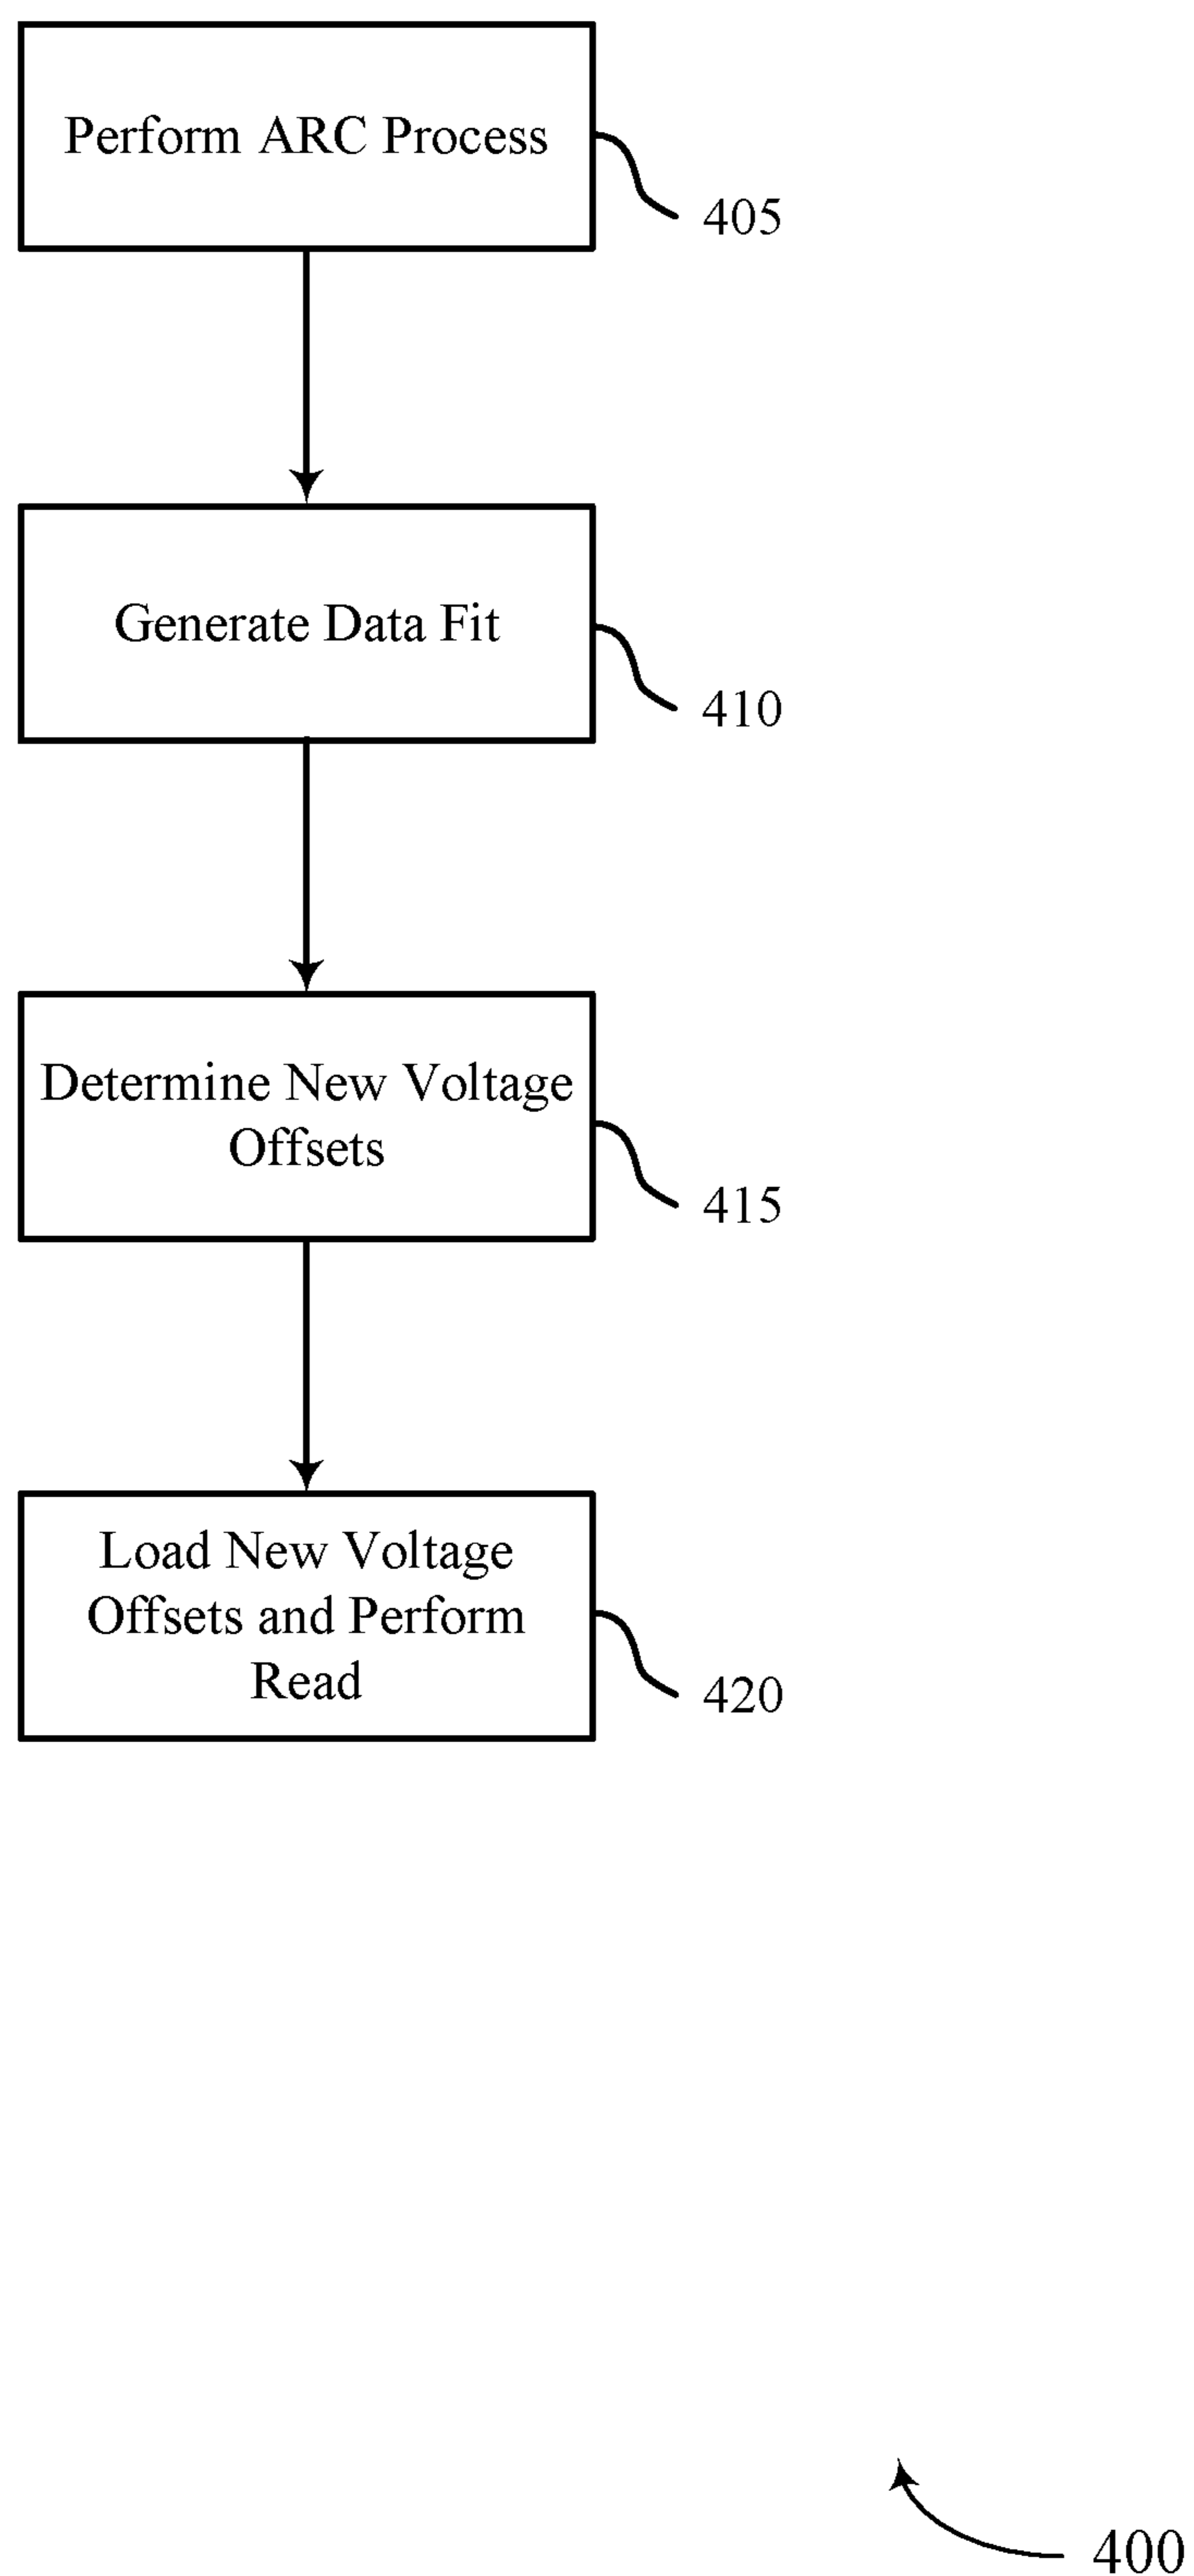 Perform ARC Process
405
Generate Data Fit
410
Determine New Voltage
Offsets
415
Load New Voltage
Offsets and Perform
Read
420
400